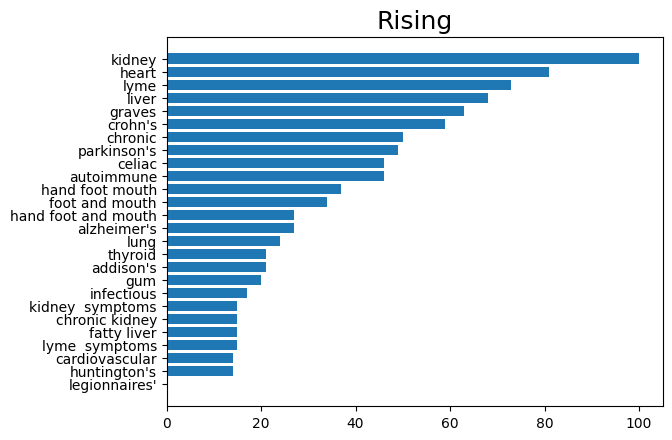 Rising
kidney
heart
lyme
liver
graves
crohn's
chronic
parkinson's
celiac
autoimmune
hand foot mouth
foot and mouth
hand foot and mouth
alzheimer's
lung
thyroid
addison's
gum
infectious
kidney  symptoms
chronic kidney
fatty liver
lyme  symptoms
cardiovascular
huntington's
legionnaires'
0 20 40 60 80 100